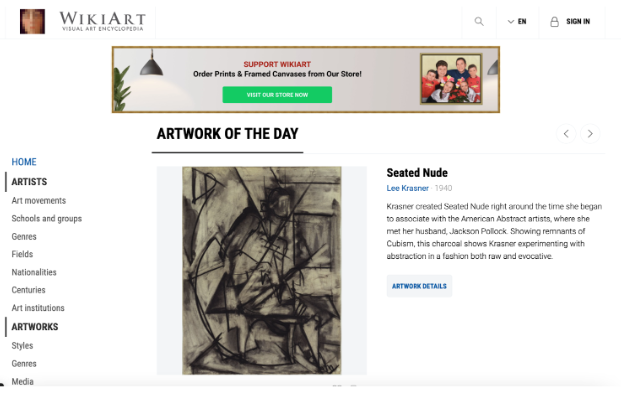 WIKIART
VISUAL ART ENCYCLOPEDIA
EN
SIGN IN
SUPPORT WIKIART
Order Prints & Framed Canvases from Our Store!
VISIT OUR STORE NOW
ARTWORK OF THE DAY
HOME
ARTISTS
Art movements
Schools and groups
Genres
Fields
Nationalities
Centuries
Art institutions
ARTWORKS
Styles
Genres
Media
Seated Nude
Lee Krasner · 1940
Krasner created Seated Nude right around the time she began
to associate with the American Abstract artists, where she
met her husband, Jackson Pollock. Showing remnants of
Cubism, this charcoal shows Krasner experimenting with
abstraction in a fashion both raw and evocative.
ARTWORK DETAILS